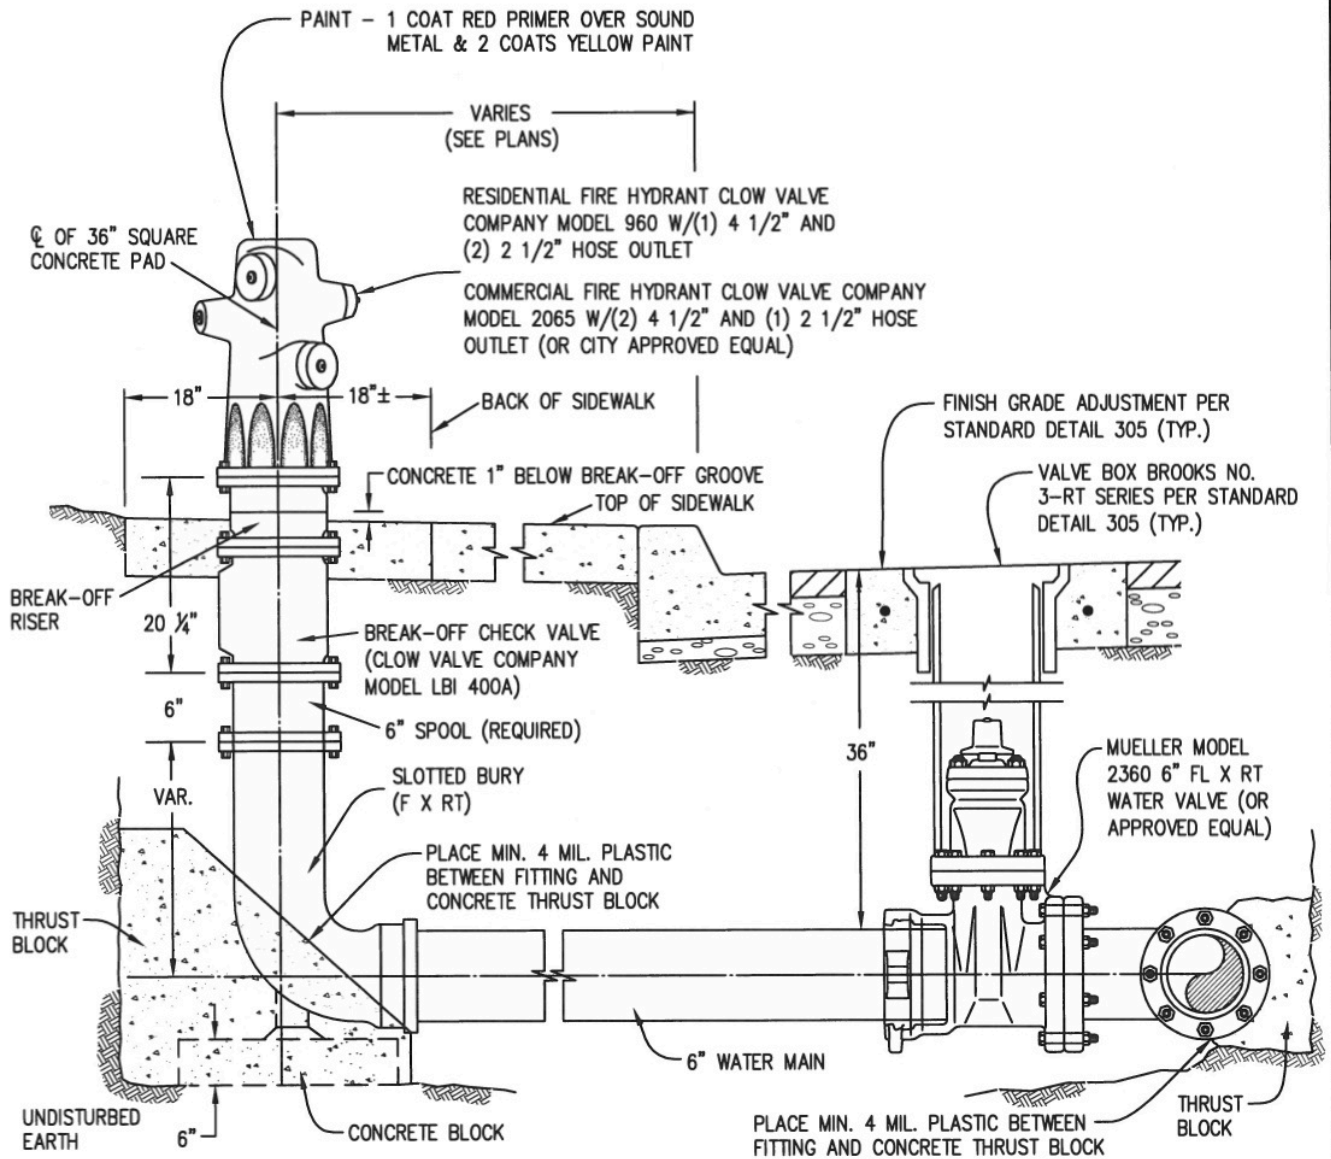 PAINT - 1 COAT RED PRIMER OVER SOUND
METAL & 2 COATS YELLOW PAINT
VARIES
(SEE PLANS)
RESIDENTIAL FIRE HYDRANT CLOW VALVE
COMPANY MODEL 960 W/(1) 4 1/2" AND
(2) 2 1/2" HOSE OUTLET
℄ OF 36" SQUARE
CONCRETE PAD
COMMERCIAL FIRE HYDRANT CLOW VALVE COMPANY
MODEL 2065 W/(2) 4 1/2" AND (1) 2 1/2" HOSE
OUTLET (OR CITY APPROVED EQUAL)
18"
18"±
BACK OF SIDEWALK
FINISH GRADE ADJUSTMENT PER
STANDARD DETAIL 305 (TYP.)
CONCRETE 1" BELOW BREAK-OFF GROOVE
TOP OF SIDEWALK
VALVE BOX BROOKS NO.
3-RT SERIES PER STANDARD
DETAIL 305 (TYP.)
BREAK-OFF
RISER
20 ¼"
BREAK-OFF CHECK VALVE
(CLOW VALVE COMPANY
MODEL LBI 400A)
6"
6" SPOOL (REQUIRED)
36"
MUELLER MODEL
2360 6" FL X RT
WATER VALVE (OR
APPROVED EQUAL)
VAR.
SLOTTED BURY
(F X RT)
PLACE MIN. 4 MIL. PLASTIC
BETWEEN FITTING AND
CONCRETE THRUST BLOCK
THRUST
BLOCK
6" WATER MAIN
UNDISTURBED
EARTH
6"
CONCRETE BLOCK
PLACE MIN. 4 MIL. PLASTIC BETWEEN
FITTING AND CONCRETE THRUST BLOCK
THRUST
BLOCK